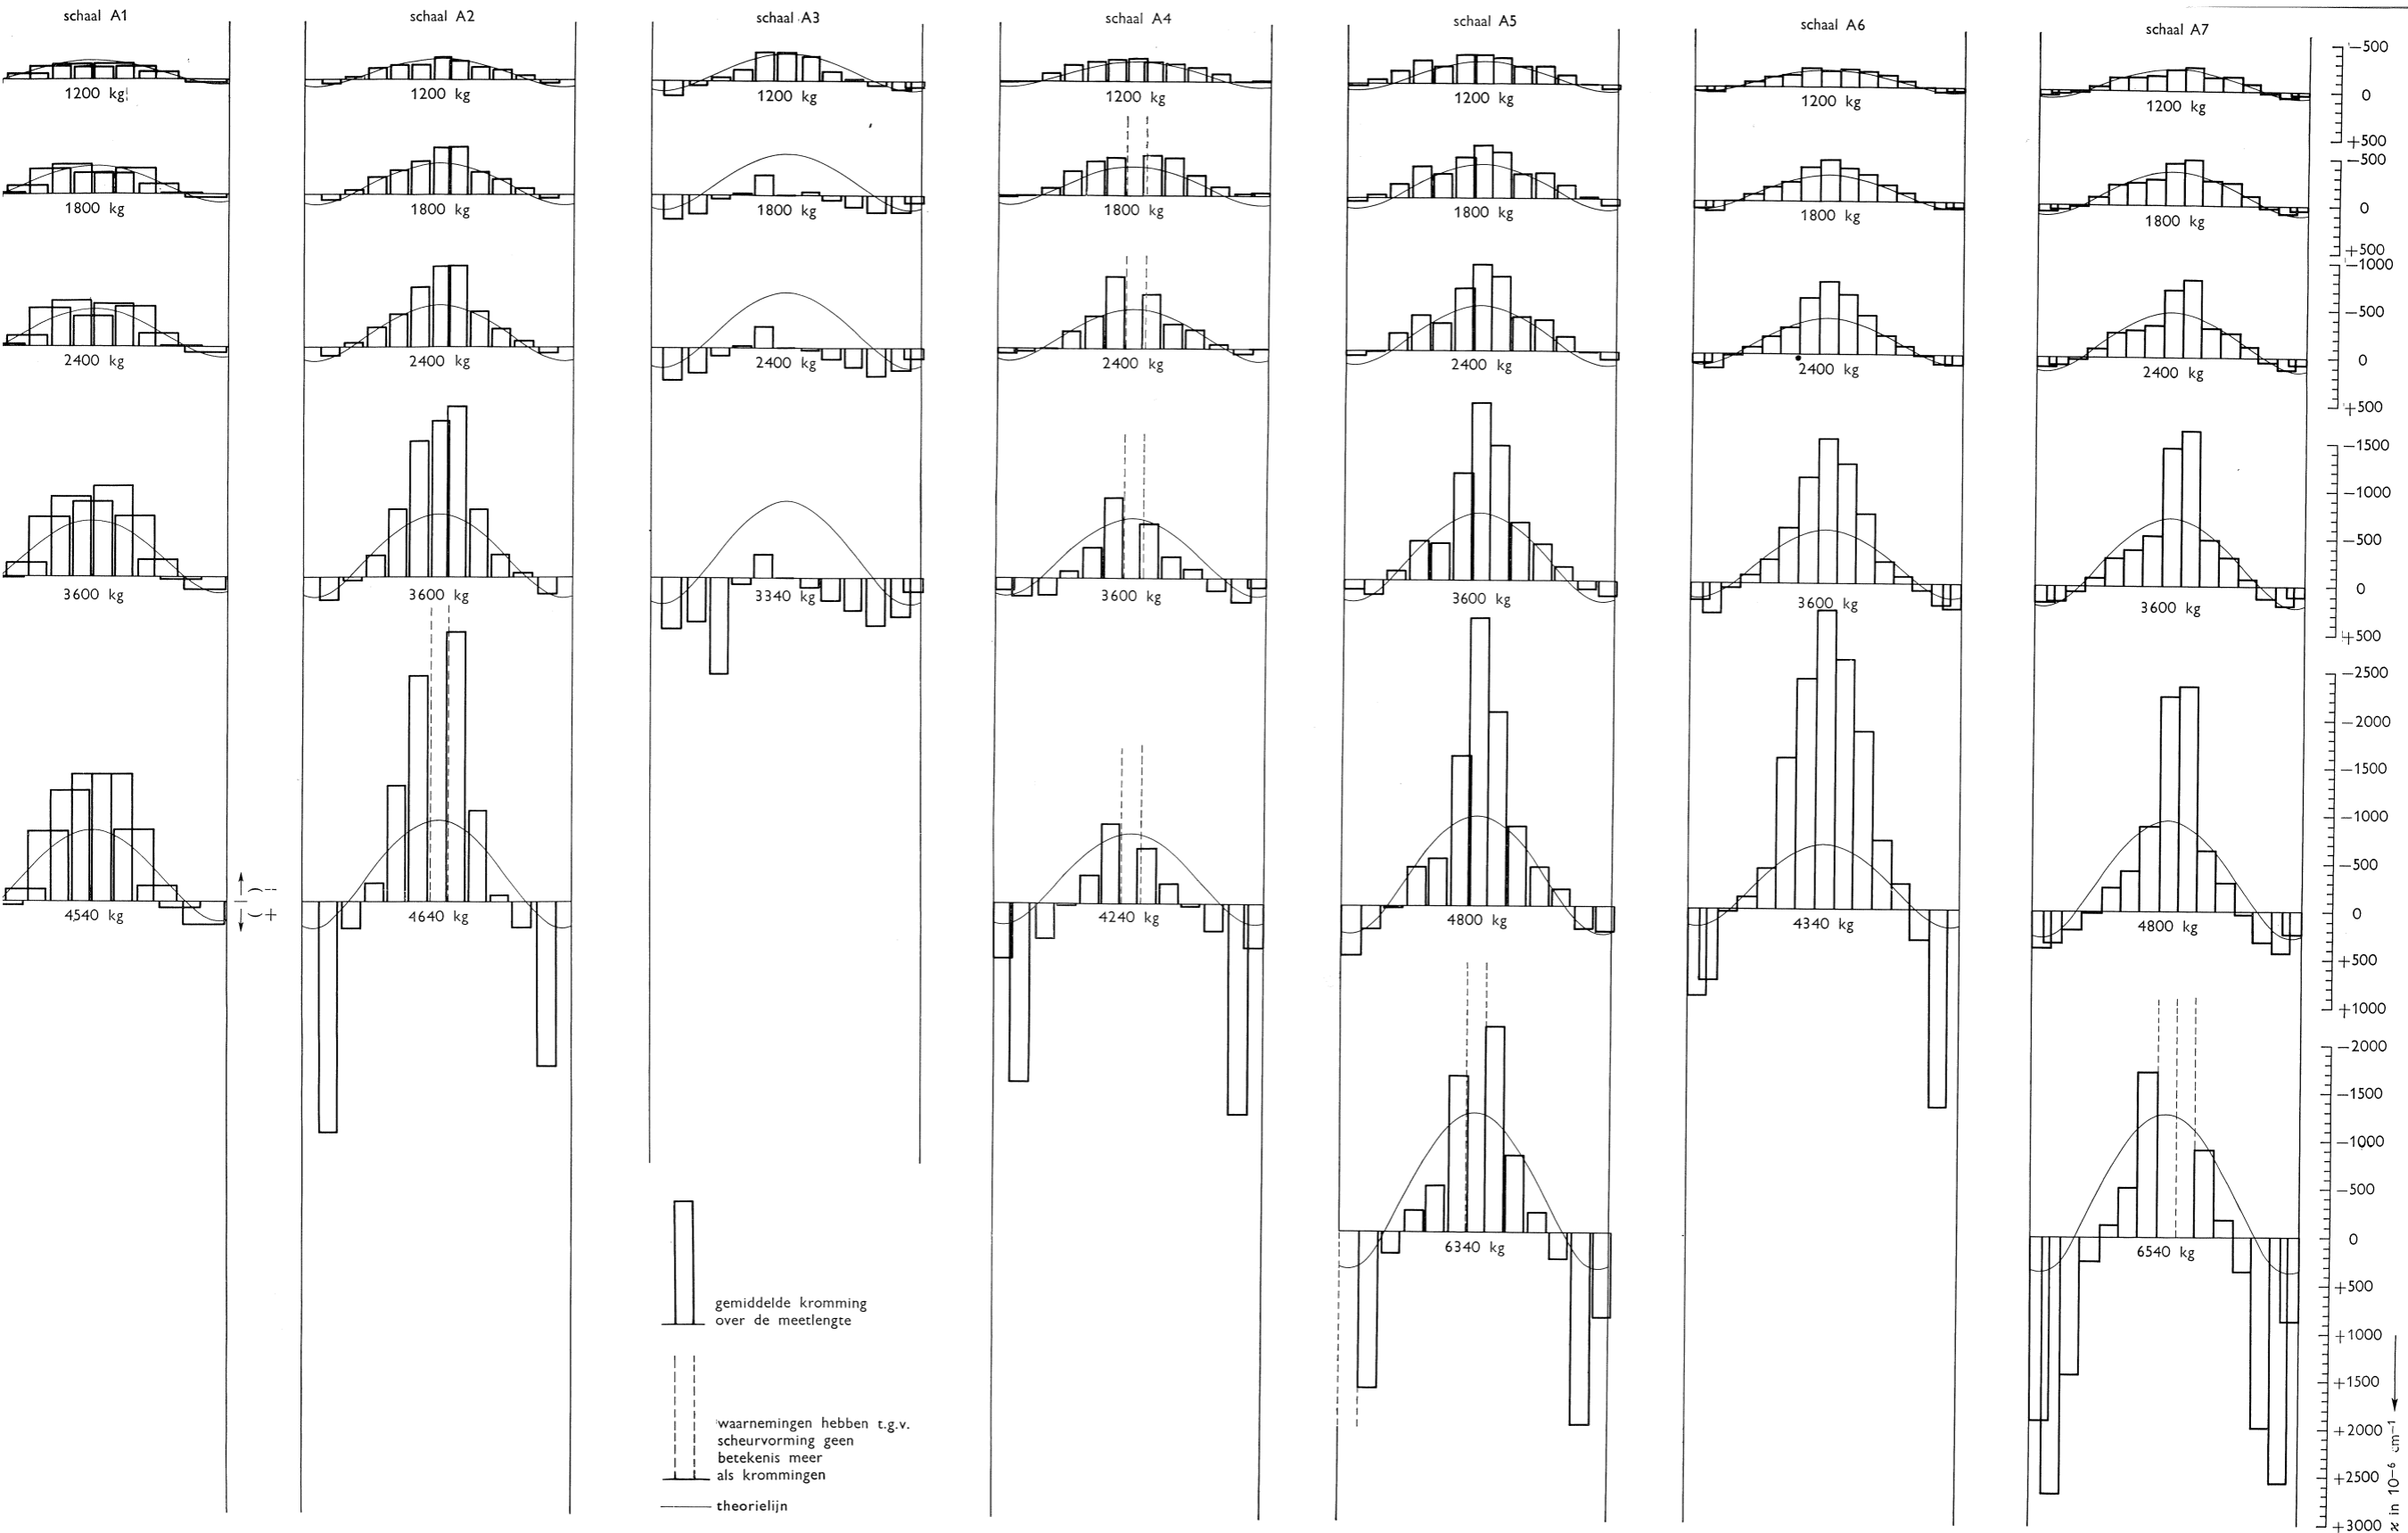 schaal A1
schaal A2
schaal A3
schaal A4
schaal A5
schaal A6
schaal A7
1200 kg
1200 kg
1200 kg
1200 kg
1200 kg
1200 kg
1200 kg
−500
0
+500
1800 kg
1800 kg
1800 kg
1800 kg
1800 kg
1800 kg
1800 kg
−500
0
+500
2400 kg
2400 kg
2400 kg
2400 kg
2400 kg
2400 kg
2400 kg
−1000
−500
0
+500
3600 kg
3600 kg
3340 kg
3600 kg
3600 kg
3600 kg
3600 kg
−1500
−1000
−500
0
+500
4540 kg
4640 kg
4240 kg
4800 kg
4340 kg
4800 kg
−2500
−2000
−1500
−1000
−500
0
+500
+1000
6340 kg
6540 kg
−2000
−1500
−1000
−500
0
+500
+1000
+1500
+2000
+2500
+3000
ϰ in 10⁻⁶ cm⁻¹
gemiddelde kromming
over de meetlengte
waarnemingen hebben t.g.v.
scheurvorming geen
betekenis meer
als krommingen
theorielijn